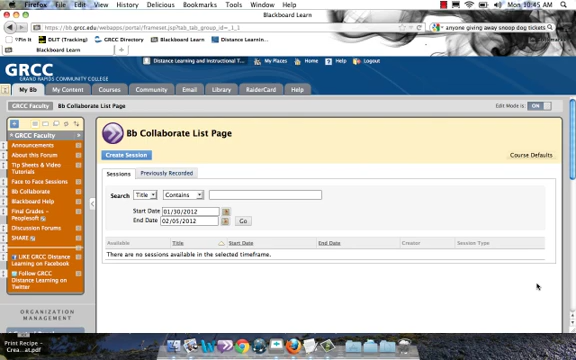 Firefox File Edit View History Delicious Bookmarks Tools Window Help
10:45 AM
Blackboard Learn
https://bb.grcc.edu/webapps/portal/frameset.jsp?tab_tab_group_id=_1_1
anyone giving snoop dog tickets
Pin It DLIT (Tracking) GRCC Directory Blackboard Learn Distance Learnin...
Blackboard Learn
Distance Learning and Instructional T... My Places Home Help Logout
GRCC
GRAND RAPIDS COMMUNITY COLLEGE
My Bb My Content Courses Community Email Library RaiderCard Help
GRCC Faculty Bb Collaborate List Page
Edit Mode is: ON
GRCC Faculty
Announcements
About this Forum
Tip Sheets & Video
Tutorials
Face to Face Sessions
Bb Collaborate
Blackboard Help
Final Grades -
Peoplesoft
Discussion Forums
SHARE
LIKE GRCC Distance
Learning on Facebook
Follow GRCC
Distance Learning on
Twitter
ORGANIZATION
MANAGEMENT
Bb Collaborate List Page
Create Session
Course Defaults
Sessions Previously Recorded
Search Title Contains
Start Date 01/30/2012
End Date 02/05/2012 Go
Available Title Start Date End Date Creator Session Type
There are no sessions available in the selected timeframe.
Print Recipe -
Crea...at.pdf